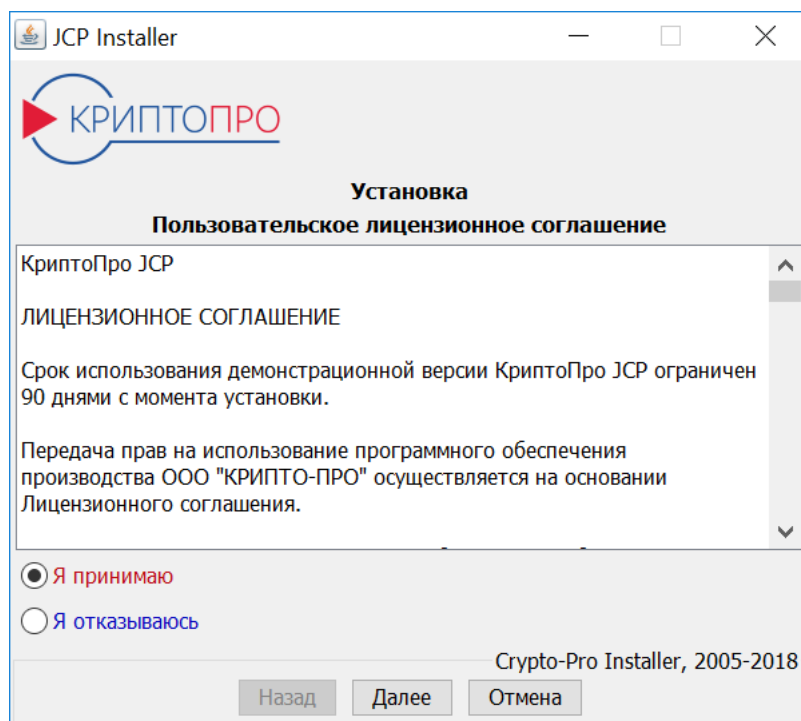 JCP Installer
КРИПТОПРО
Установка
Пользовательское лицензионное соглашение
КриптоПро JCP
ЛИЦЕНЗИОННОЕ СОГЛАШЕНИЕ
Срок использования демонстрационной версии КриптоПро JCP ограничен
90 днями с момента установки.
Передача прав на использование программного обеспечения
производства ООО "КРИПТО-ПРО" осуществляется на основании
Лицензионного соглашения.
Я принимаю
Я отказываюсь
Crypto-Pro Installer, 2005-2018
Назад Далее Отмена